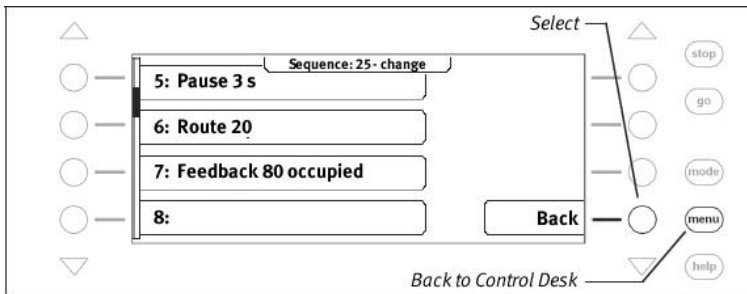 Select
stop
Sequence: 25 - change
5: Pause 3 s
go
6: Route 20
7: Feedback 80 occupied
mode
8:
Back
menu
help
Back to Control Desk